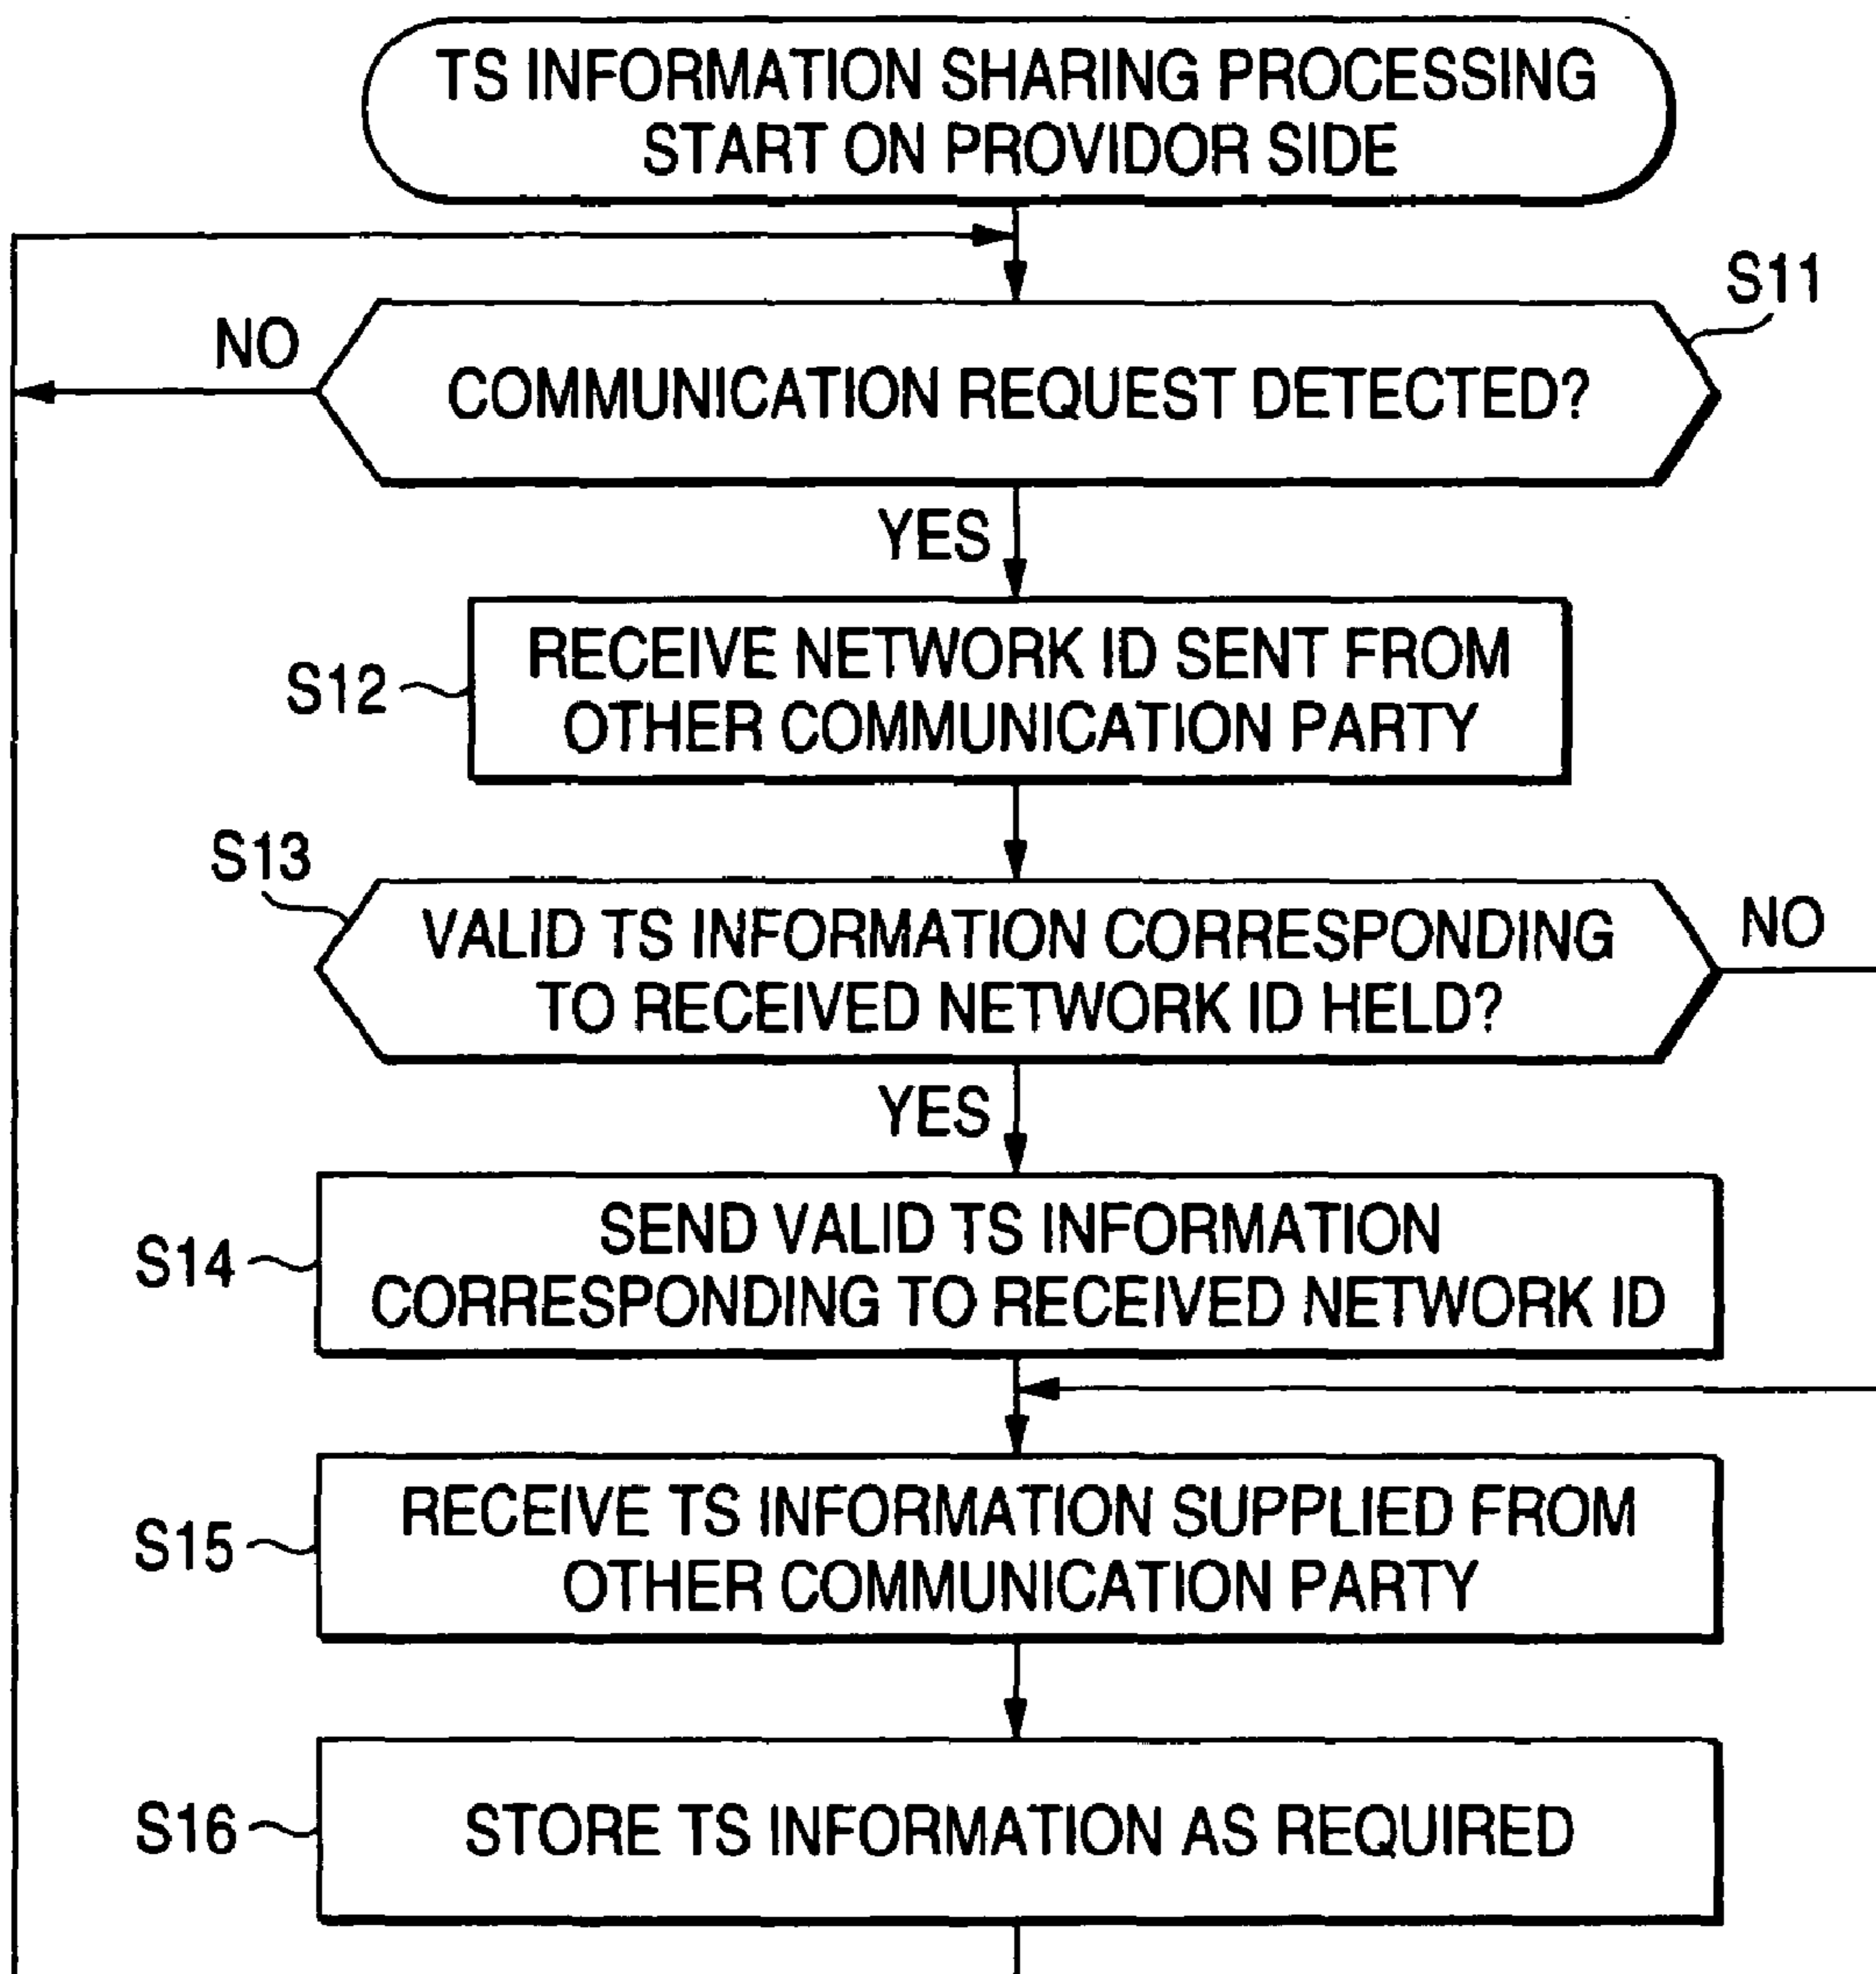 TS INFORMATION SHARING PROCESSING
START ON PROVIDOR SIDE
S11
NO
COMMUNICATION REQUEST DETECTED?
YES
S12
RECEIVE NETWORK ID SENT FROM
OTHER COMMUNICATION PARTY
S13
VALID TS INFORMATION CORRESPONDING
TO RECEIVED NETWORK ID HELD?
NO
YES
S14
SEND VALID TS INFORMATION
CORRESPONDING TO RECEIVED NETWORK ID
S15
RECEIVE TS INFORMATION SUPPLIED FROM
OTHER COMMUNICATION PARTY
S16
STORE TS INFORMATION AS REQUIRED